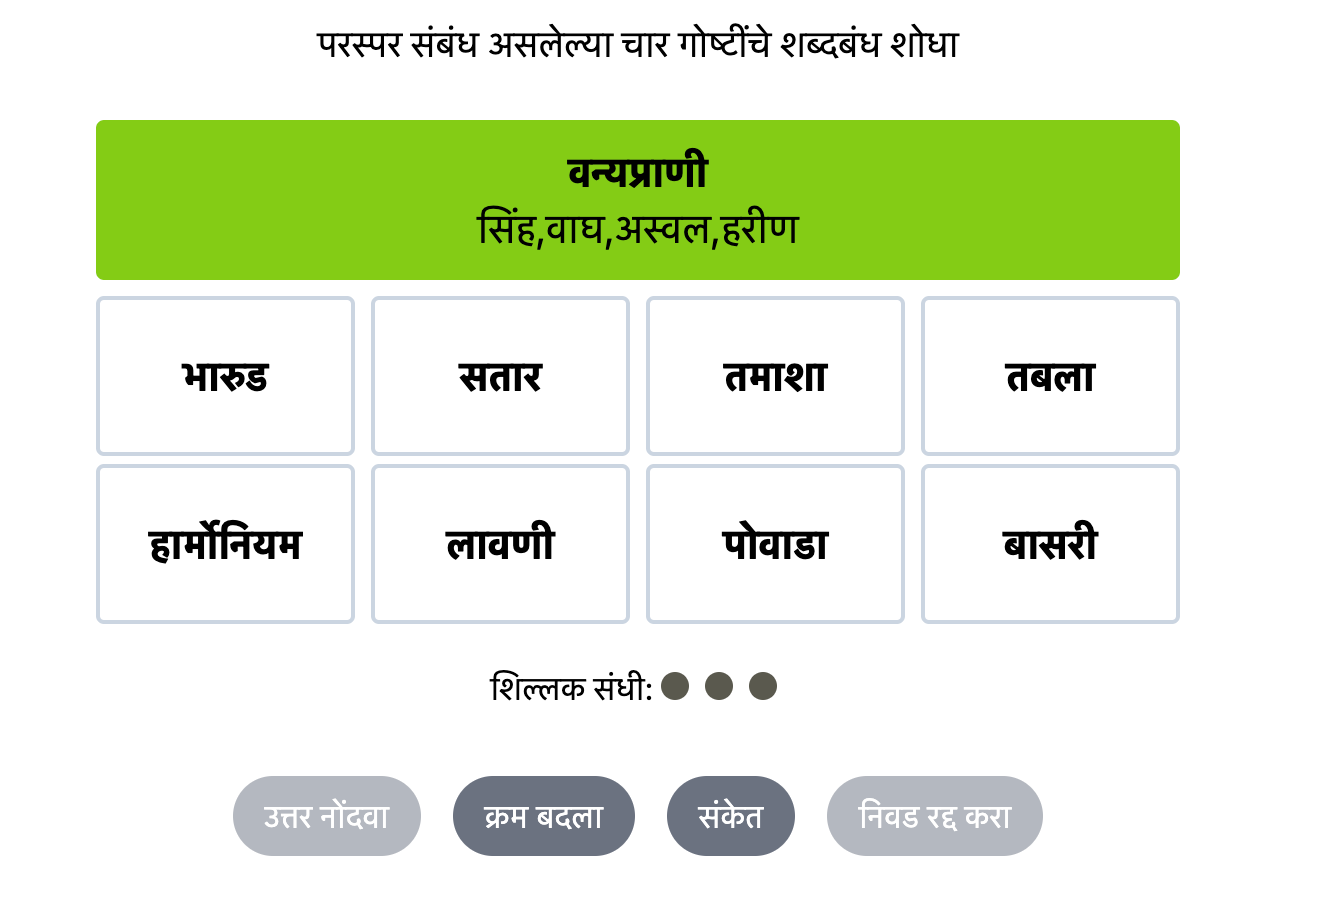 परस्पर संबंध असलेल्या चार गोष्टींचे शब्दबंध शोधा
वन्यप्राणी
सिंह,वाघ,अस्वल,हरीण
भारुड
सतार
तमाशा
तबला
हार्मोनियम
लावणी
पोवाडा
बासरी
शिल्लक संधी:
उत्तर नोंदवा
क्रम बदला
संकेत
निवड रद्द करा